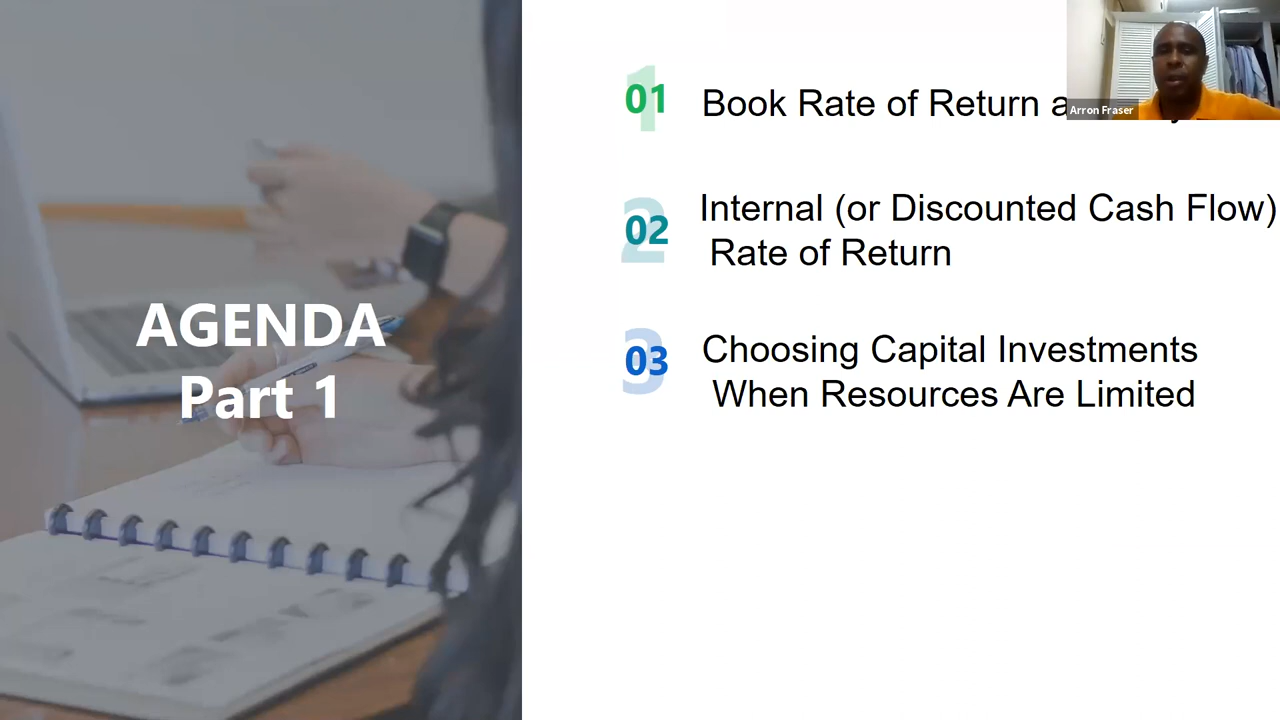 AGENDA
Part 1
01
Book Rate of Return
02
Internal (or Discounted Cash Flow)
Rate of Return
03
Choosing Capital Investments
When Resources Are Limited
Arron Fraser